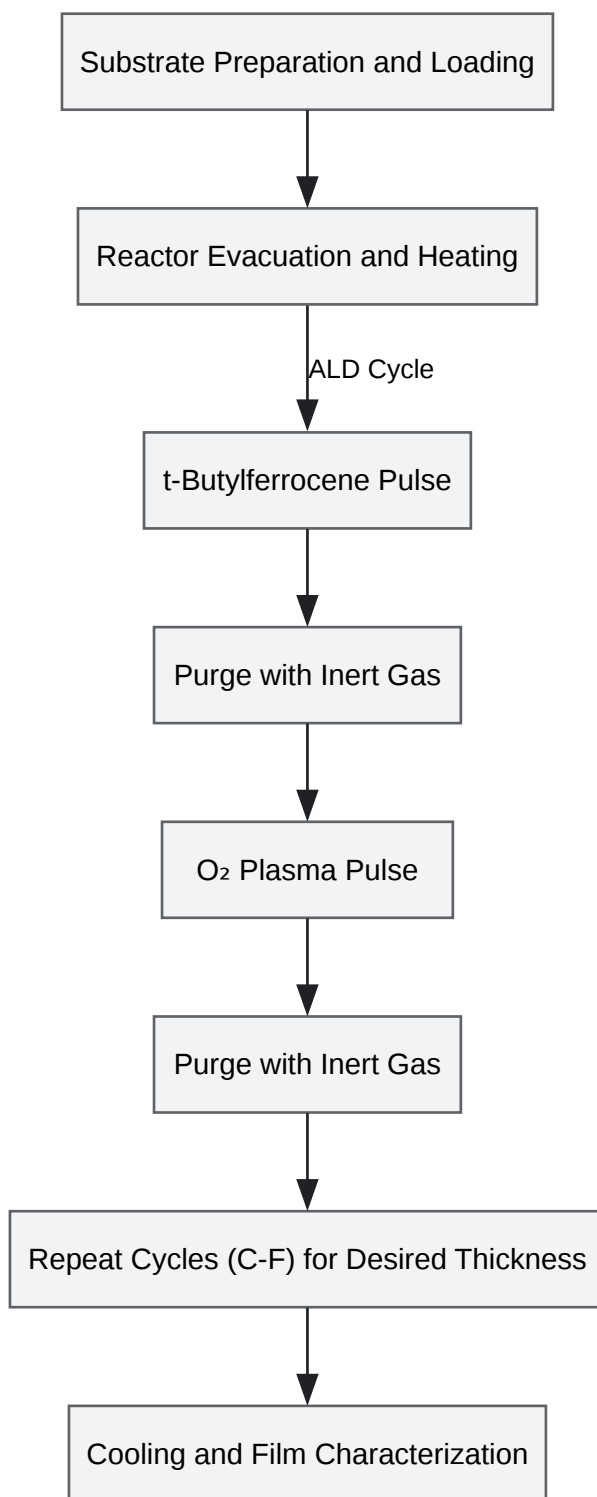 Substrate Preparation and Loading
Reactor Evacuation and Heating
ALD Cycle
t-Butylferrocene Pulse
Purge with Inert Gas
O₂ Plasma Pulse
Purge with Inert Gas
Repeat Cycles (C-F) for Desired Thickness
Cooling and Film Characterization